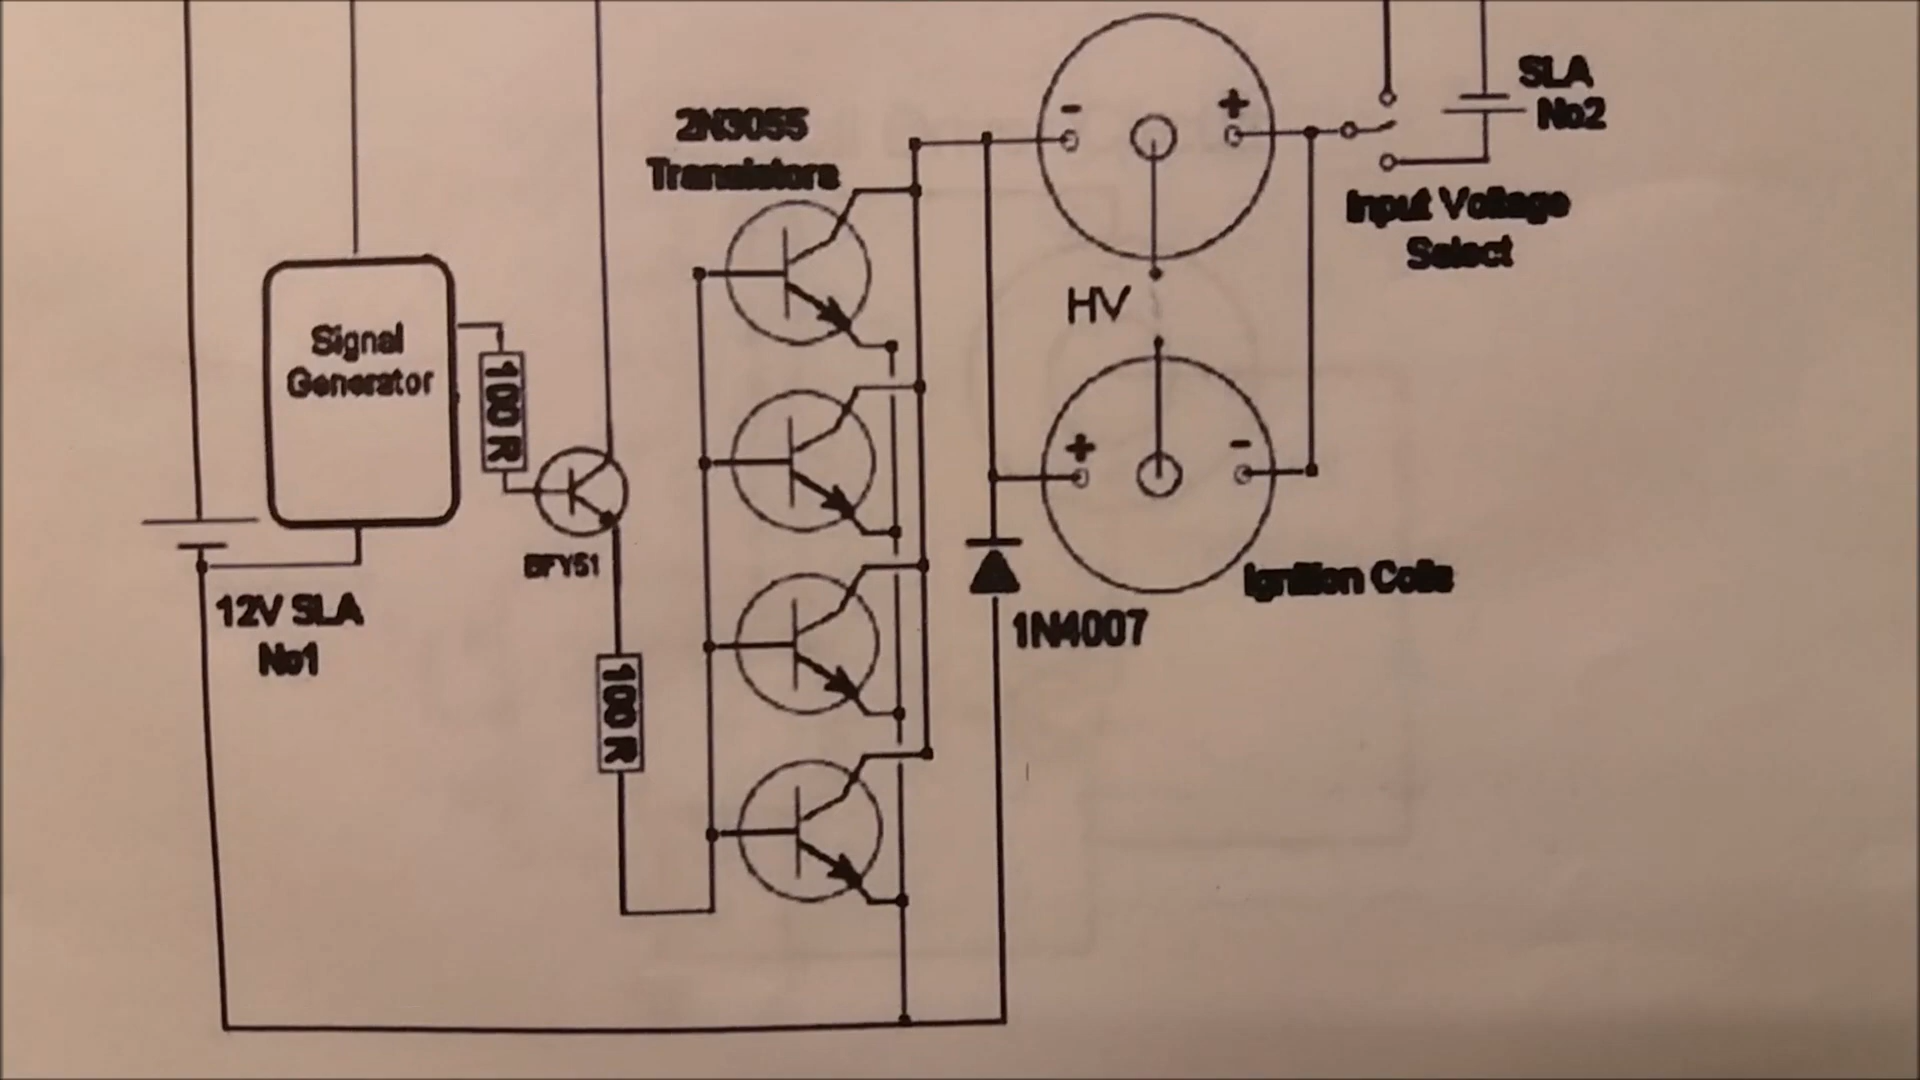 2N3055
Transistors
-
+
SLA
No2
Input Voltage
Select
HV
Signal
Generator
100 R
BFY51
+
-
Ignition Coils
12V SLA
No1
1N4007
100 R